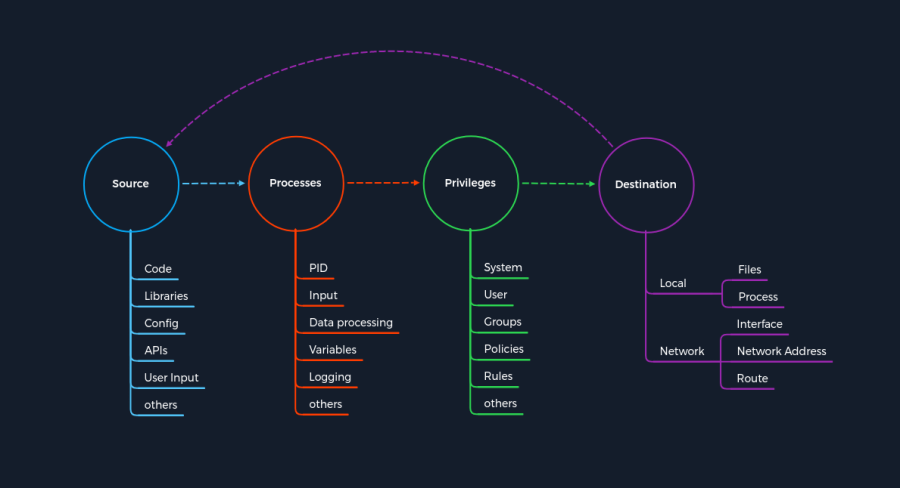 Source
Processes
Privileges
Destination
Code
Libraries
Config
APIs
User Input
others
PID
Input
Data processing
Variables
Logging
others
System
User
Groups
Policies
Rules
others
Local
Files
Process
Network
Interface
Network Address
Route